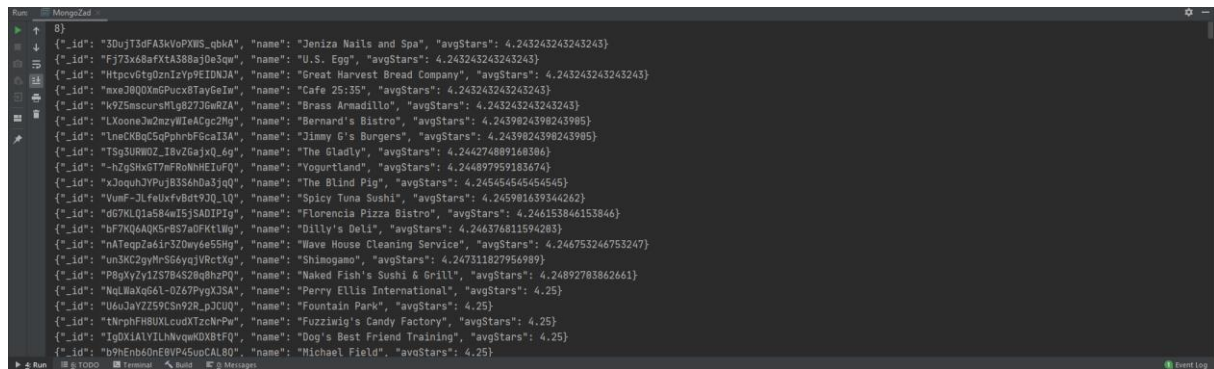 Run: MongoZad
8}
{"_id": "3DujT3dFA3kVoPXWS_qbkA", "name": "Jeniza Nails and Spa", "avgStars": 4.243243243243243}
{"_id": "Fj73x68afXtA388ajOe3qw", "name": "U.S. Egg", "avgStars": 4.243243243243243}
{"_id": "HtpcvGtgOznIzYp9EIDNJA", "name": "Great Harvest Bread Company", "avgStars": 4.243243243243243}
{"_id": "mxeJ0QOXmGPucx8TayGeIw", "name": "Cafe 25:35", "avgStars": 4.243243243243243}
{"_id": "k9Z5mscursMlg827JGwRZA", "name": "Brass Armadillo", "avgStars": 4.243243243243243}
{"_id": "LXooneJw2mzyWIeACgc2Mg", "name": "Bernard's Bistro", "avgStars": 4.2439024390243905}
{"_id": "lneCKBqC5qPphrbFGcaI3A", "name": "Jimmy G's Burgers", "avgStars": 4.2439024390243905}
{"_id": "TSg3URWOZ_I8vZGajxQ_6g", "name": "The Gladly", "avgStars": 4.244274809160306}
{"_id": "-hZgSHxGT7mFRoNhHEIuFQ", "name": "Yogurtland", "avgStars": 4.244897959183674}
{"_id": "xJoquhJYPujB3S6hDa3jqQ", "name": "The Blind Pig", "avgStars": 4.245454545454545}
{"_id": "VumF-JLfeUxfvBdt9JQ_lQ", "name": "Spicy Tuna Sushi", "avgStars": 4.245901639344262}
{"_id": "dG7KLQ1a584wI5jSADIPIg", "name": "Florencia Pizza Bistro", "avgStars": 4.246153846153846}
{"_id": "bF7KQ6AQK5rBS7aOFKtlWg", "name": "Dilly's Deli", "avgStars": 4.246376811594203}
{"_id": "nATeqpZa6ir3ZOwy6e55Hg", "name": "Wave House Cleaning Service", "avgStars": 4.246753246753247}
{"_id": "un3KC2gyMrSG6yqjVRctXg", "name": "Shimogamo", "avgStars": 4.247311827956989}
{"_id": "P8gXyZy1ZS7B4S20q8hzPQ", "name": "Naked Fish's Sushi & Grill", "avgStars": 4.24892703862661}
{"_id": "NqLWaXqG6l-OZ67PygXJSA", "name": "Perry Ellis International", "avgStars": 4.25}
{"_id": "U6uJaYZZ59CSn92R_pJCUQ", "name": "Fountain Park", "avgStars": 4.25}
{"_id": "tNrphFH8UXLcudXTzcNrPw", "name": "Fuzziwig's Candy Factory", "avgStars": 4.25}
{"_id": "IgDXiAlYILhNvqwKDXBtFQ", "name": "Dog's Best Friend Training", "avgStars": 4.25}
{"_id": "b9hEnb6OnE0VP45upCAL8Q", "name": "Michael Field", "avgStars": 4.25}
4: Run 6: TODO Terminal Build 0: Messages 1 Event Log